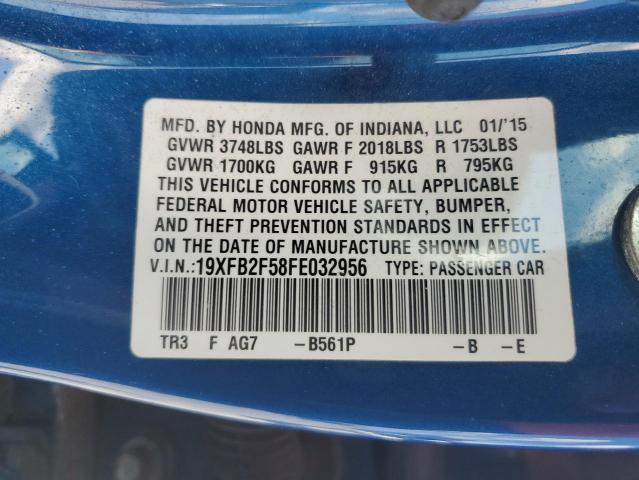 MFD. BY HONDA MFG. OF INDIANA, LLC 01/'15
GVWR 3748LBS GAWR F 2018LBS R 1753LBS
GVWR 1700KG GAWR F 915KG R 795KG
THIS VEHICLE CONFORMS TO ALL APPLICABLE
FEDERAL MOTOR VEHICLE SAFETY, BUMPER,
AND THEFT PREVENTION STANDARDS IN EFFECT
ON THE DATE OF MANUFACTURE SHOWN ABOVE.
V.I.N.:19XFB2F58FE032956 TYPE: PASSENGER CAR
TR3 F AG7 -B561P -B -E